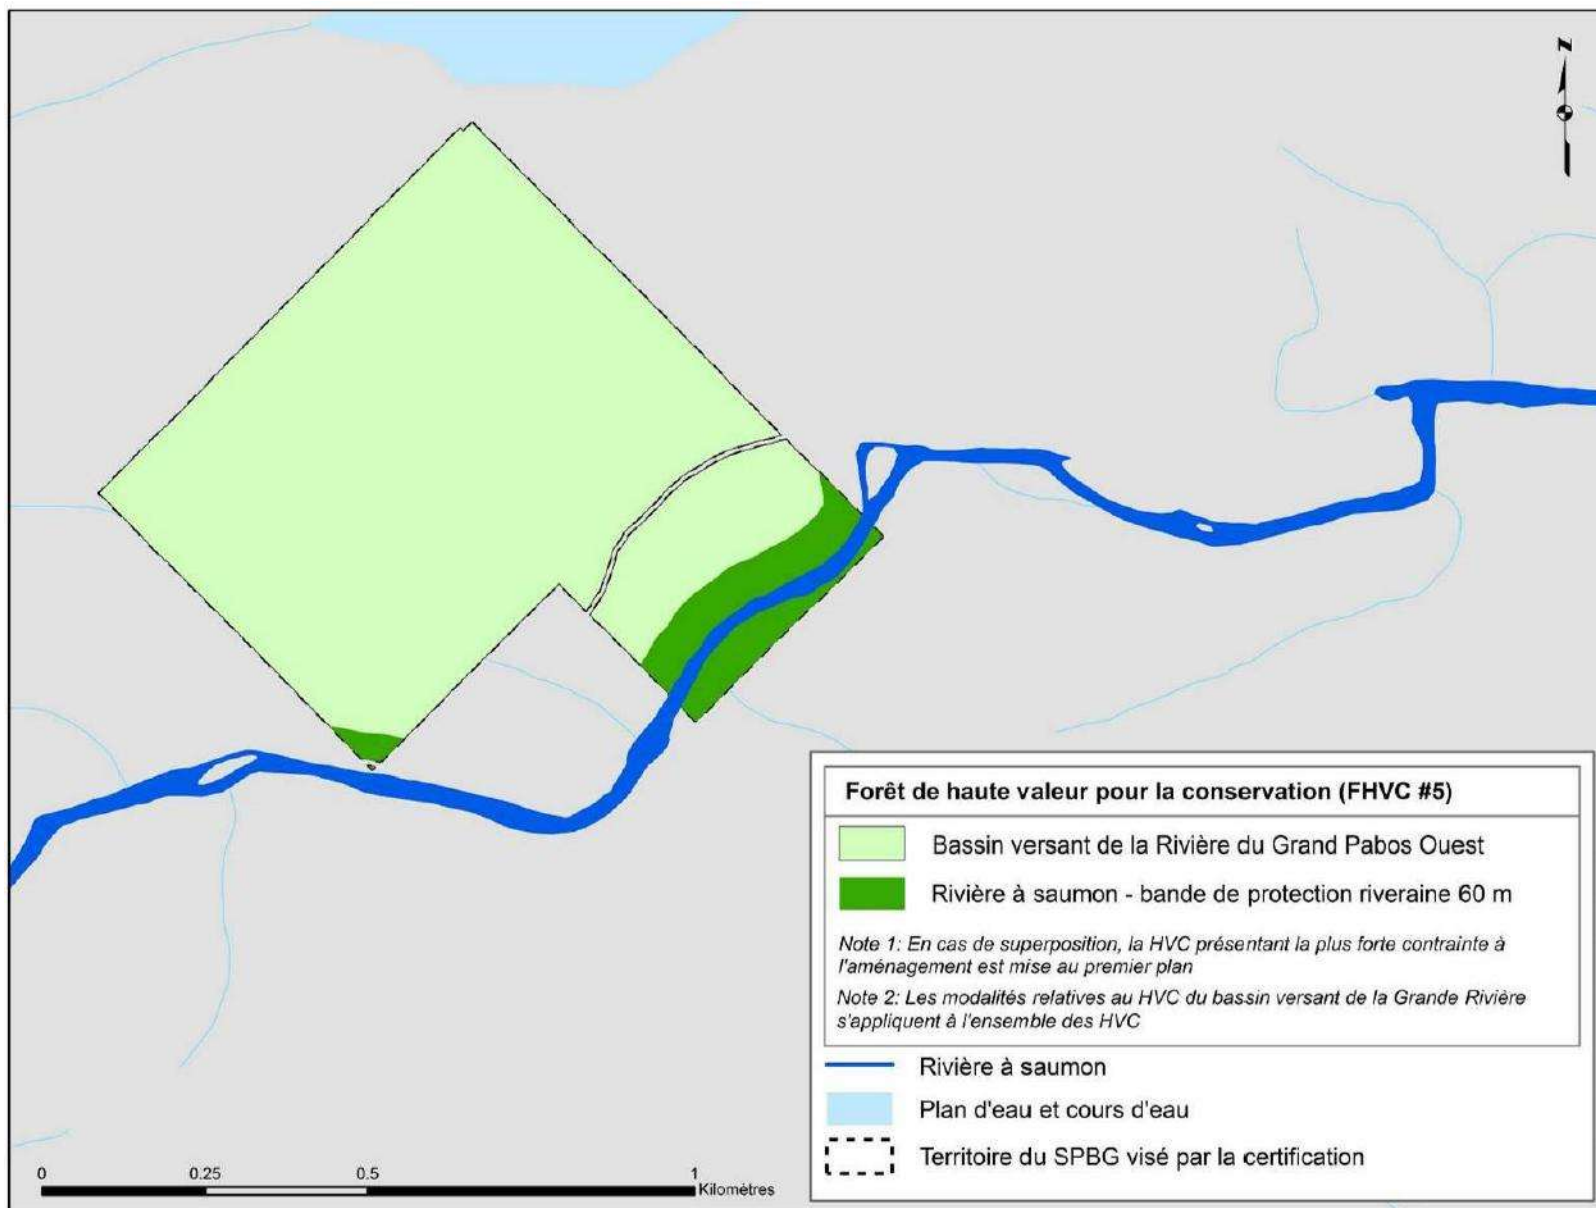 N
Forêt de haute valeur pour la conservation (FHVC #5)
Bassin versant de la Rivière du Grand Pabos Ouest
Rivière à saumon - bande de protection riveraine 60 m
Note 1: En cas de superposition, la HVC présentant la plus forte contrainte à
l'aménagement est mise au premier plan
Note 2: Les modalités relatives au HVC du bassin versant de la Grande Rivière
s'appliquent à l'ensemble des HVC
Rivière à saumon
Plan d'eau et cours d'eau
Territoire du SPBG visé par la certification
0 0.25 0.5 1
Kilomètres